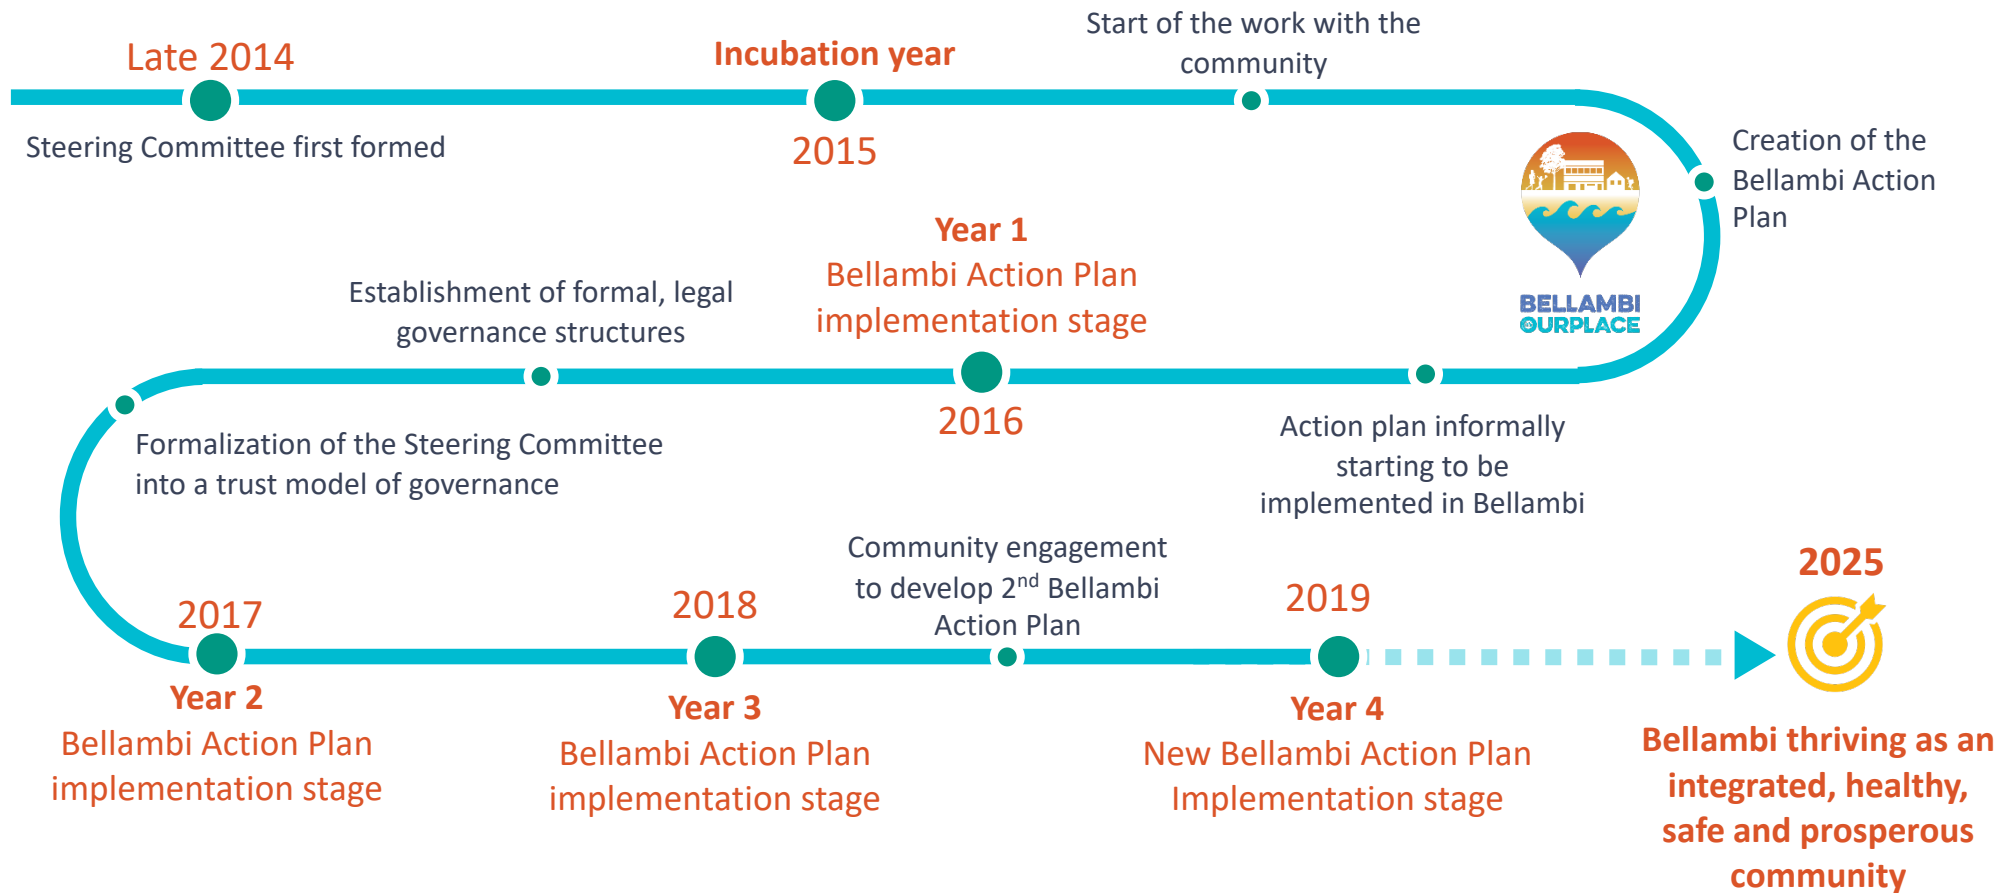 Late 2014
Steering Committee first formed
Incubation year
2015
Start of the work with the
community
Creation of the
Bellambi Action
Plan
BELLAMBI
OURPLACE
Action plan informally
starting to be
implemented in Bellambi
Year 1
Bellambi Action Plan
implementation stage
2016
Establishment of formal, legal
governance structures
Formalization of the Steering Committee
into a trust model of governance
2017
Year 2
Bellambi Action Plan
implementation stage
2018
Year 3
Bellambi Action Plan
implementation stage
Community engagement
to develop 2nd Bellambi
Action Plan
2019
Year 4
New Bellambi Action Plan
Implementation stage
2025
Bellambi thriving as an
integrated, healthy,
safe and prosperous
community